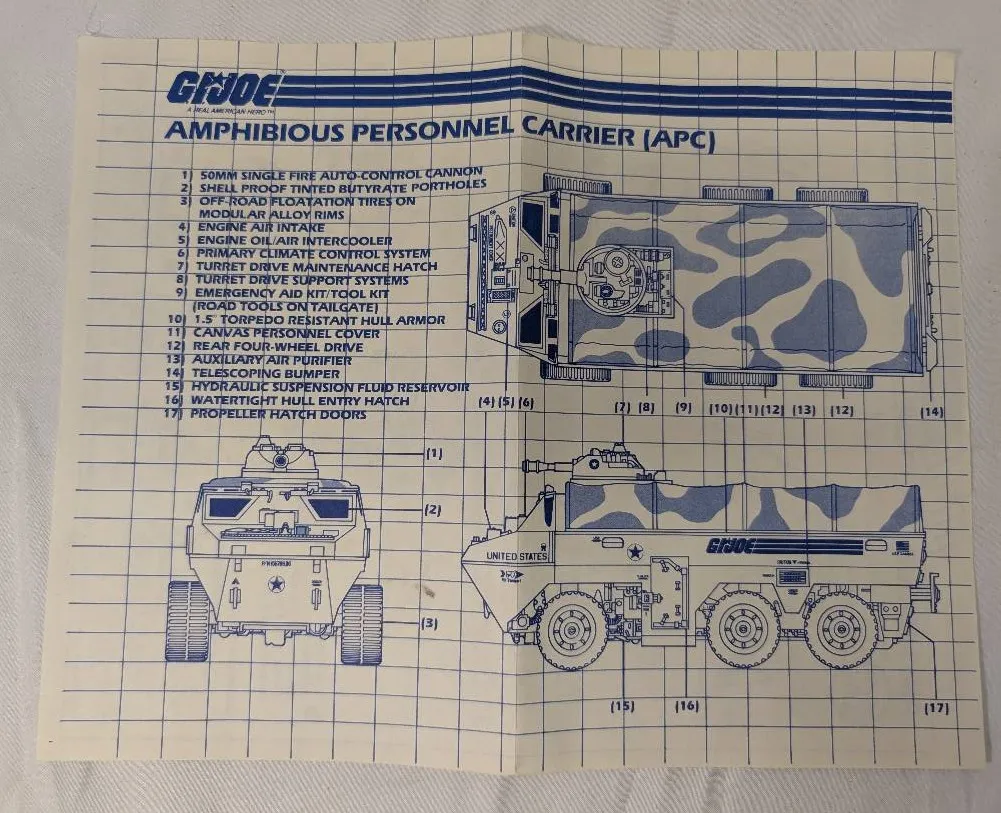 G.I. JOE
A REAL AMERICAN HERO™
AMPHIBIOUS PERSONNEL CARRIER (APC)
1) 50MM SINGLE FIRE AUTO-CONTROL CANNON
2) SHELL PROOF TINTED BUTYRATE PORTHOLES
3) OFF-ROAD FLOATATION TIRES ON
MODULAR ALLOY RIMS
4) ENGINE AIR INTAKE
5) ENGINE OIL/AIR INTERCOOLER
6) PRIMARY CLIMATE CONTROL SYSTEM
7) TURRET DRIVE MAINTENANCE HATCH
8) TURRET DRIVE SUPPORT SYSTEMS
9) EMERGENCY AID KIT/TOOL KIT
(ROAD TOOLS ON TAILGATE)
10) 1.5" TORPEDO RESISTANT HULL ARMOR
11) CANVAS PERSONNEL COVER
12) REAR FOUR-WHEEL DRIVE
13) AUXILIARY AIR PURIFIER
14) TELESCOPING BUMPER
15) HYDRAULIC SUSPENSION FLUID RESERVOIR
16) WATERTIGHT HULL ENTRY HATCH
17) PROPELLER HATCH DOORS
(4) (5) (6) (7) (8) (9) (10) (11) (12) (13) (12) (14)
(1)
(2)
(3)
UNITED STATES
G.I. JOE
(15) (16) (17)